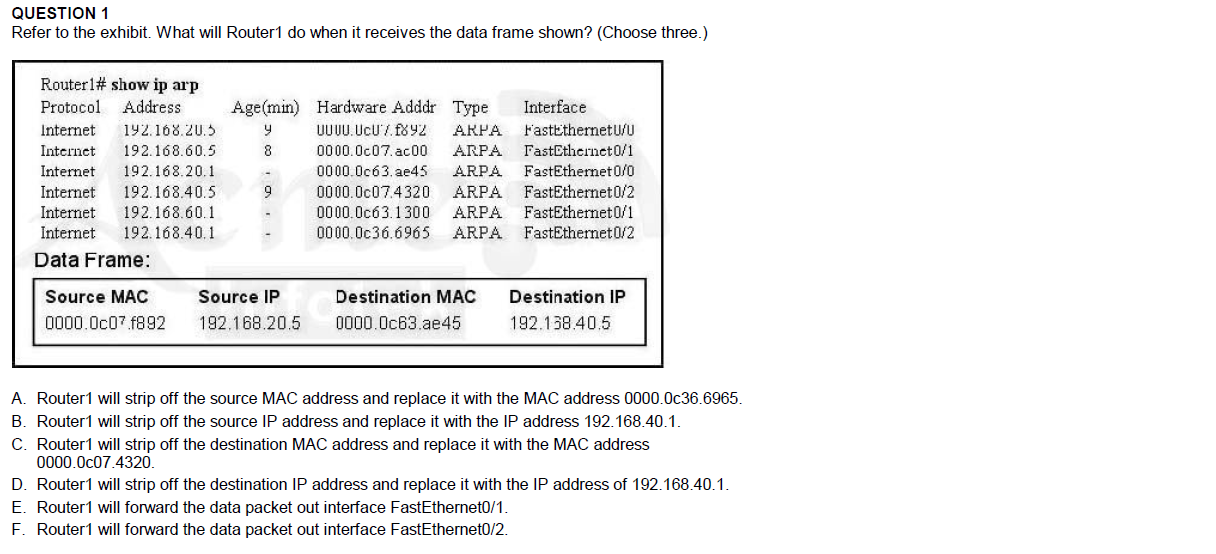 QUESTION 1
Refer to the exhibit. What will Router1 do when it receives the data frame shown? (Choose three.)
Router1# show ip arp
Protocol Address Age(min) Hardware Adddr Type Interface
Internet 192.168.20.5 9 0000.0c07.f892 ARPA FastEthernet0/0
Internet 192.168.60.5 8 0000.0c07.ac00 ARPA FastEthernet0/1
Internet 192.168.20.1 - 0000.0c63.ae45 ARPA FastEthernet0/0
Internet 192.168.40.5 9 0000.0c07.4320 ARPA FastEthernet0/2
Internet 192.168.60.1 - 0000.0c63.1300 ARPA FastEthernet0/1
Internet 192.168.40.1 - 0000.0c36.6965 ARPA FastEthernet0/2
Data Frame:
Source MAC Source IP Destination MAC Destination IP
0000.0c07.f892 192.168.20.5 0000.0c63.ae45 192.138.40.5
A. Router1 will strip off the source MAC address and replace it with the MAC address 0000.0c36.6965.
B. Router1 will strip off the source IP address and replace it with the IP address 192.168.40.1.
C. Router1 will strip off the destination MAC address and replace it with the MAC address
0000.0c07.4320.
D. Router1 will strip off the destination IP address and replace it with the IP address of 192.168.40.1.
E. Router1 will forward the data packet out interface FastEthernet0/1.
F. Router1 will forward the data packet out interface FastEthernet0/2.